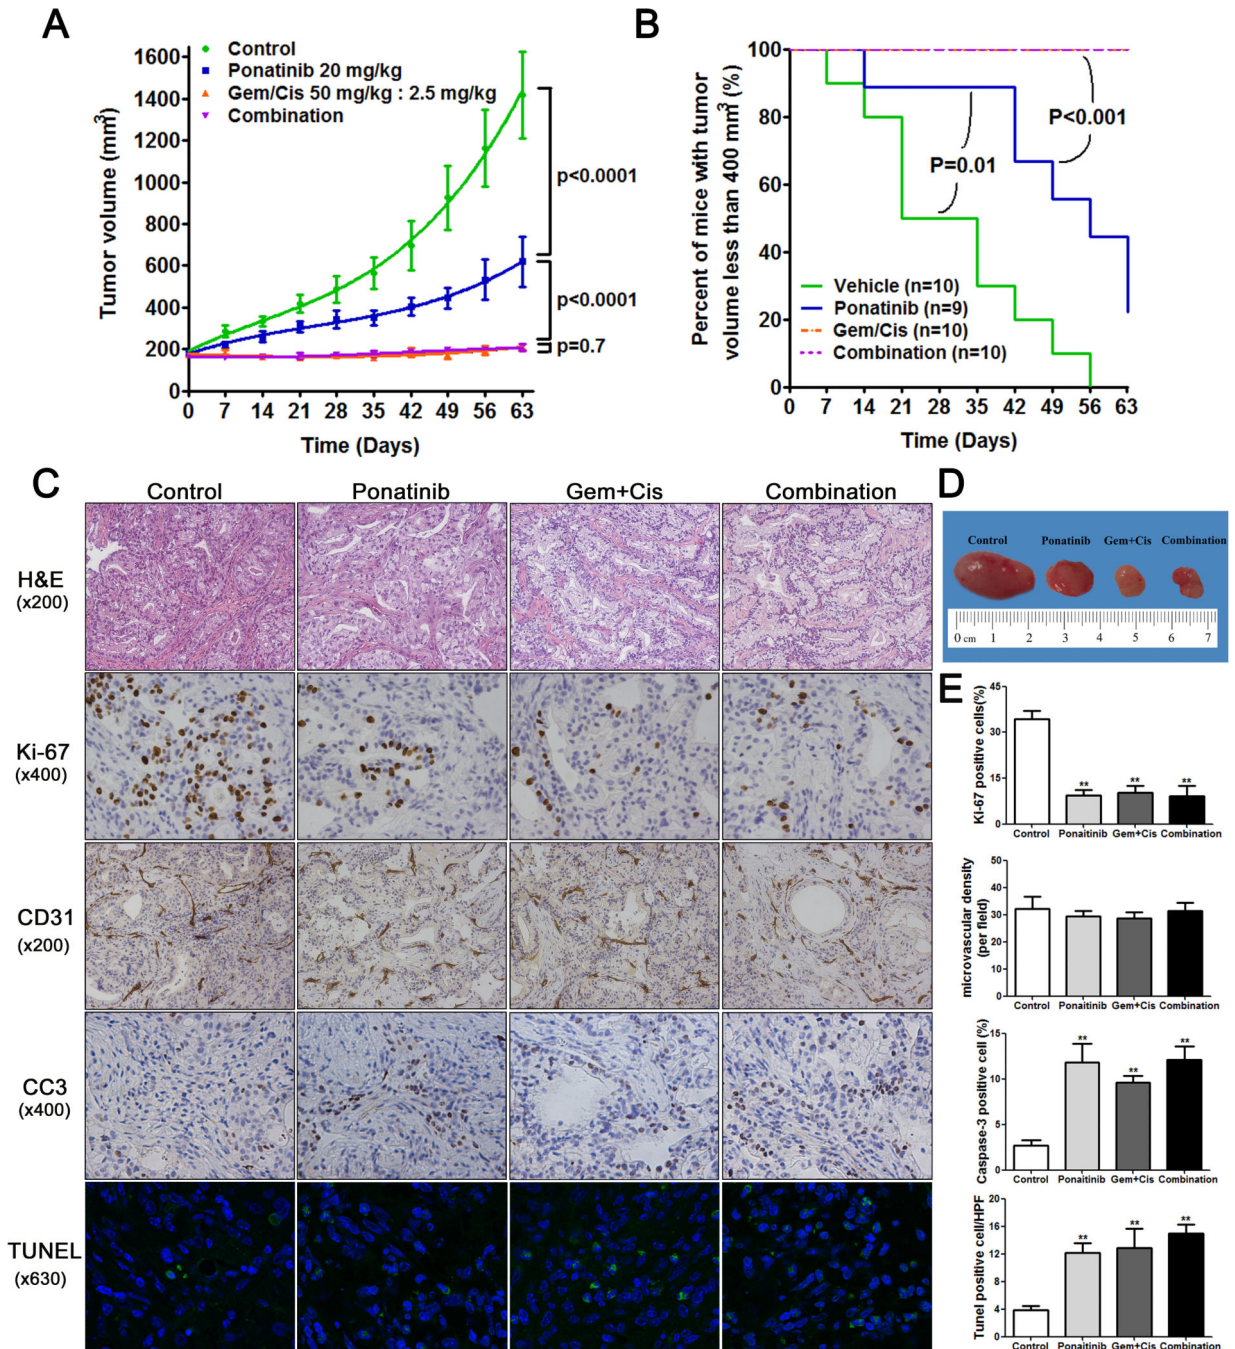 A
Tumor volume (mm3)
1600
1400
1200
1000
800
600
400
200
0
Control
Ponatinib 20 mg/kg
Gem/Cis 50 mg/kg : 2.5 mg/kg
Combination
p<0.0001
p<0.0001
p=0.7
0 7 14 21 28 35 42 49 56 63
Time (Days)
B
Percent of mice with tumor
volume less than 400 mm3 (%)
100
80
60
40
20
0
P<0.001
P=0.01
Vehicle (n=10)
Ponatinib (n=9)
Gem/Cis (n=10)
Combination (n=10)
0 7 14 21 28 35 42 49 56 63
Time (Days)
C
Control Ponatinib Gem+Cis Combination
H&E
(x200)
Ki-67
(x400)
CD31
(x200)
CC3
(x400)
TUNEL
(x630)
D
Control Ponatinib Gem+Cis Combination
0 cm 1 2 3 4 5 6 7
E
Ki-67 positive cells(%)
45
30
15
0
** ** **
Control Ponaitinib Gem+Cis Combination
microvascular density
(per field)
50
40
30
20
10
0
Control Ponaitinib Gem+Cis Combination
Caspase-3 positive cell (%)
15
10
5
0
** ** **
Control Ponaitinib Gem+Cis Combination
Tunel positive cell/HPF
20
16
12
8
4
0
** ** **
Control Ponaitinib Gem+Cis Combination